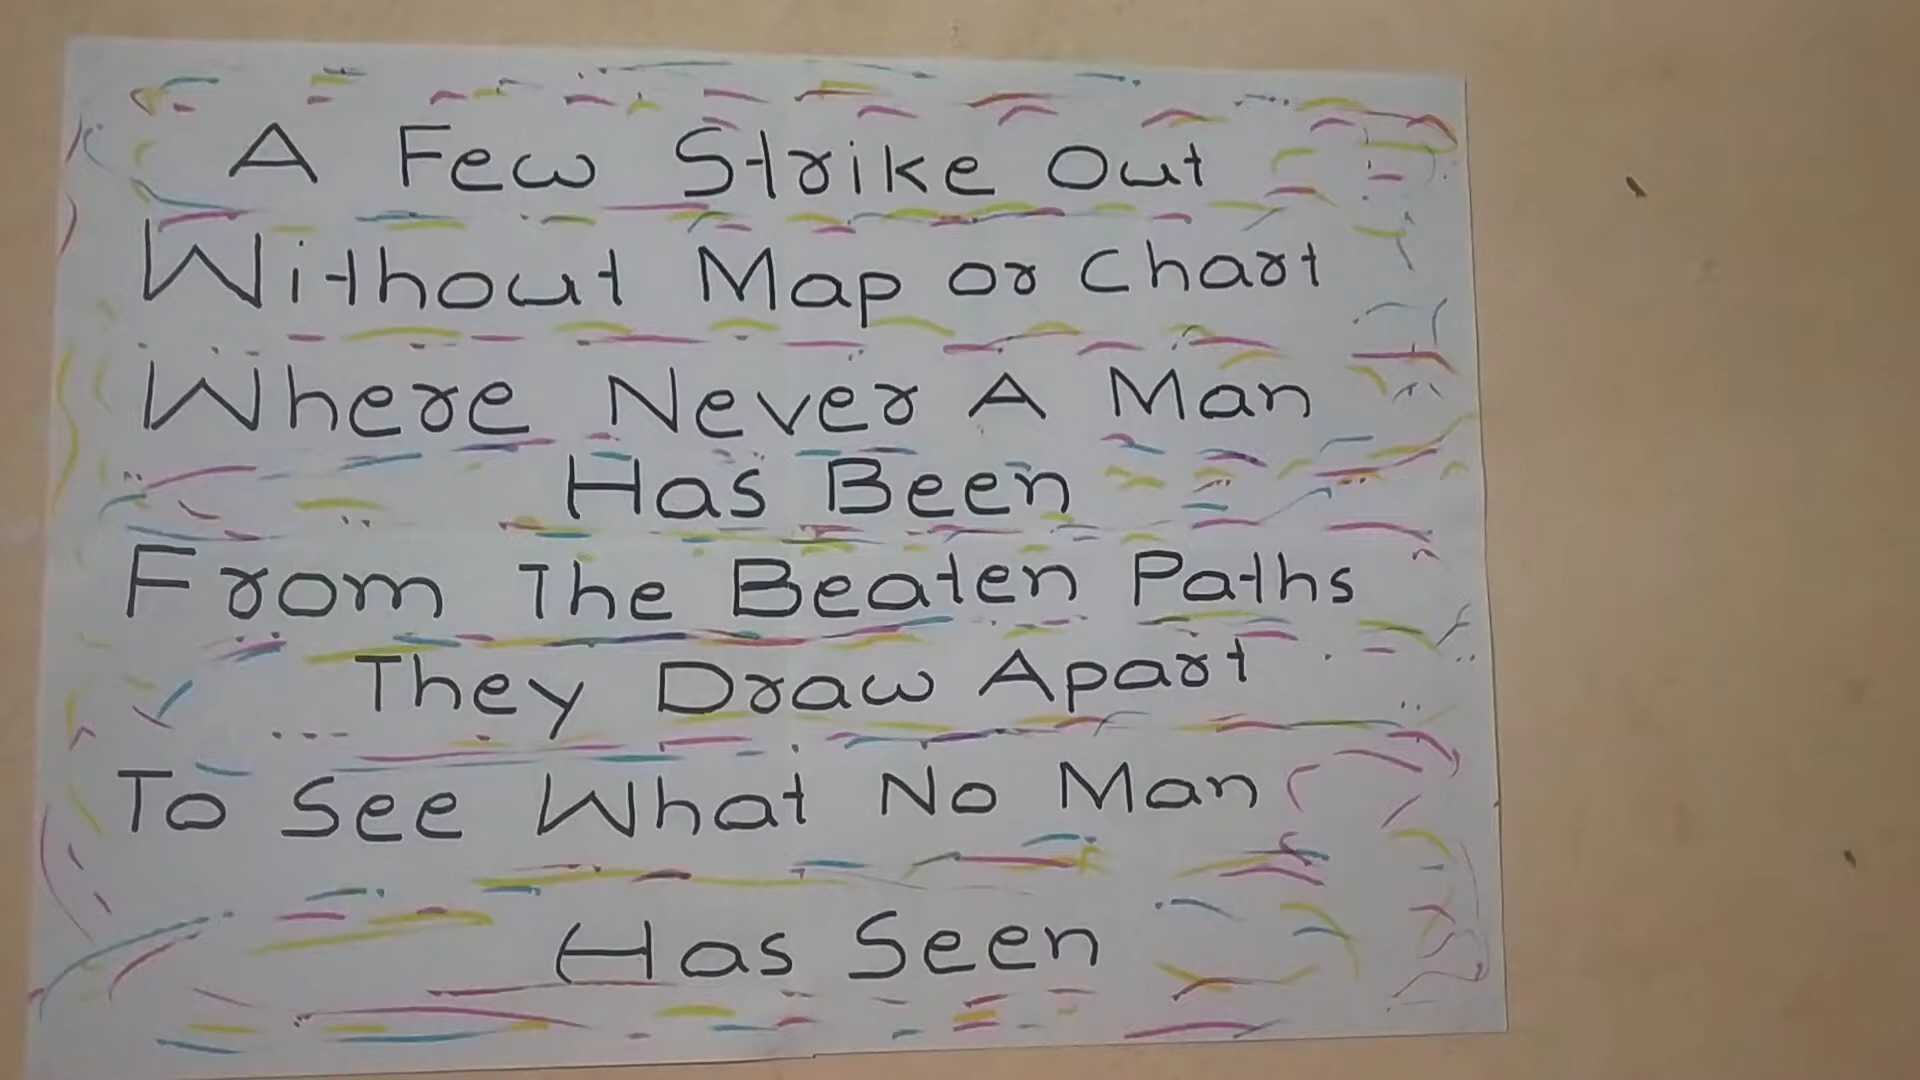 A Few Strike Out
Without Map or Chart
Where Never A Man
Has Been
From The Beaten Paths
They Draw Apart
To See What No Man
Has Seen